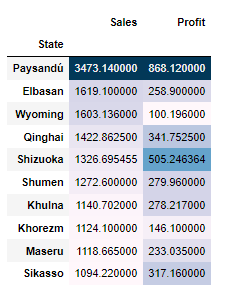 Sales Profit
State
Paysandú 3473.140000 868.120000
Elbasan 1619.100000 258.900000
Wyoming 1603.136000 100.196000
Qinghai 1422.862500 341.752500
Shizuoka 1326.695455 505.246364
Shumen 1272.600000 279.960000
Khulna 1140.702000 278.217000
Khorezm 1124.100000 146.100000
Maseru 1118.665000 233.035000
Sikasso 1094.220000 317.160000